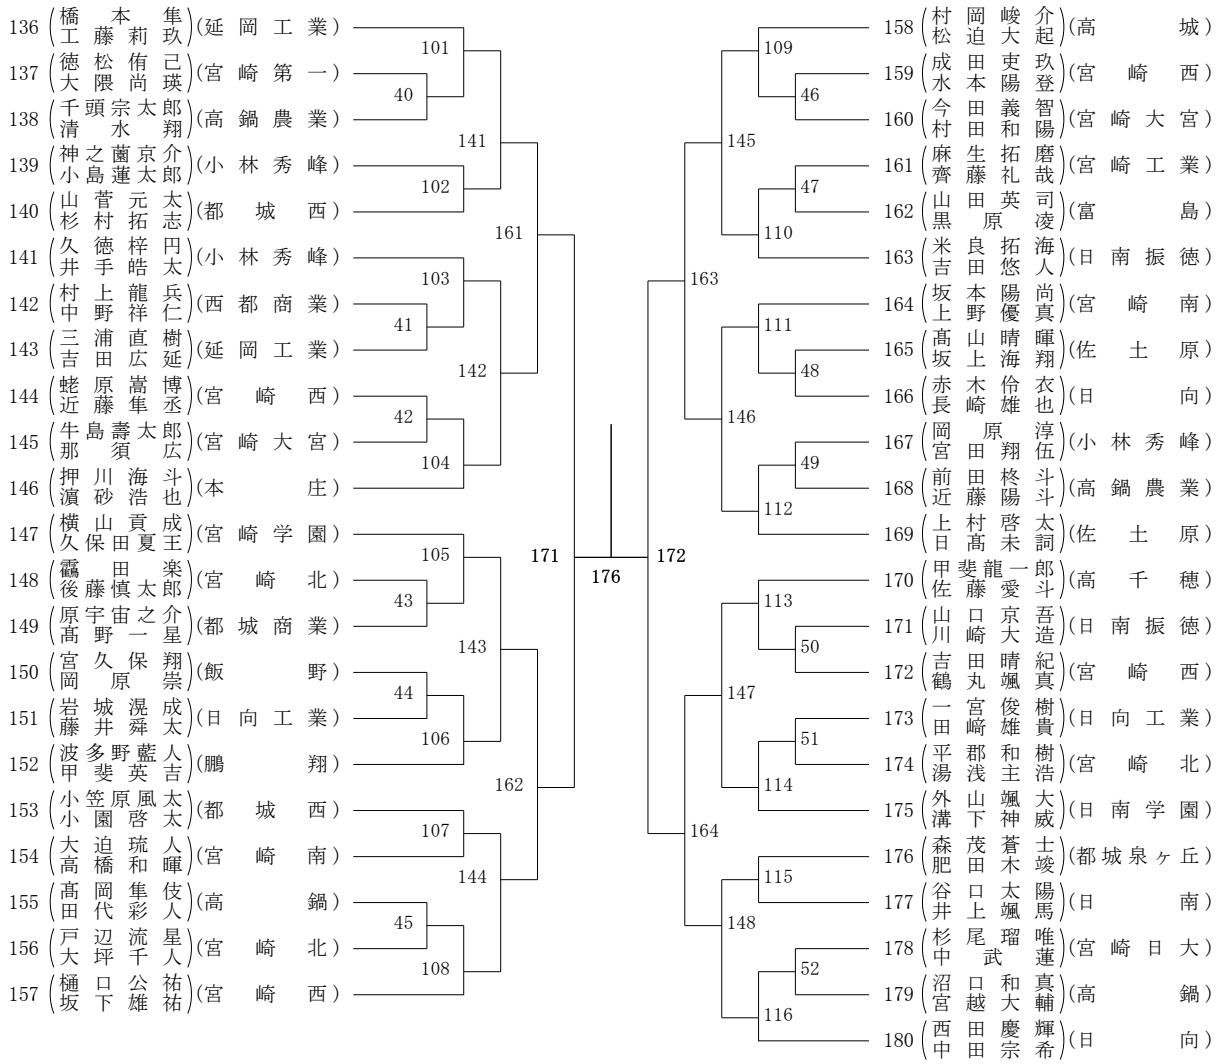 136 (橋本隼 工藤莉玖) (延岡工業)
137 (徳松侑己 大隈尚瑛) (宮崎第一)
138 (千頭宗太郎 清水翔) (高鍋農業)
139 (神之薗京介 小島蓮太郎) (小林秀峰)
140 (山菅元太 杉村拓志) (都城西)
141 (久徳梓円 井手皓太) (小林秀峰)
142 (村上龍兵 中野祥仁) (西都商業)
143 (三浦直樹 吉田広延) (延岡工業)
144 (蛯原嵩博 近藤隼丞) (宮崎西)
145 (牛島壽太郎 那須広) (宮崎大宮)
146 (押川海斗 濵砂浩也) (本庄)
147 (横山貢成 久保田夏王) (宮崎学園)
148 (靏田楽 後藤慎太郎) (宮崎北)
149 (原宇宙之介 髙野一星) (都城商業)
150 (宮久保翔 岡原崇) (飯野)
151 (岩城滉成 藤井舜太) (日向工業)
152 (波多野藍人 甲斐英吉) (鵬翔)
153 (小笠原風太 小園啓太) (都城西)
154 (大迫琉人 高橋和暉) (宮崎南)
155 (髙岡隼伎 田代彩人) (高鍋)
156 (戸辺流星 大坪千人) (宮崎北)
157 (樋口公祐 坂下雄祐) (宮崎西)
101
40
141
102
161
103
41
142
42
104
105
43
143
44
106
162
107
144
45
108
171
176
172
109
46
145
47
110
163
111
48
146
49
112
113
50
147
51
114
164
115
148
52
116
158 (村岡峻介 松迫大起) (高城)
159 (成田吏玖 水本陽登) (宮崎西)
160 (今田義智 村田和陽) (宮崎大宮)
161 (麻生拓磨 齊藤礼哉) (宮崎工業)
162 (山田英司 黒原凌) (富島)
163 (米良拓海 吉田悠人) (日南振徳)
164 (坂本陽尚 上野優真) (宮崎南)
165 (髙山晴暉 坂上海翔) (佐土原)
166 (赤木伶衣 長崎雄也) (日向)
167 (岡原淳 宮田翔伍) (小林秀峰)
168 (前田柊斗 近藤陽斗) (高鍋農業)
169 (上村啓太 日髙未詞) (佐土原)
170 (甲斐龍一郎 佐藤愛斗) (高千穂)
171 (山口京吾 川崎大造) (日南振徳)
172 (吉田晴紀 鶴丸颯真) (宮崎西)
173 (一宮俊樹 田﨑雄貴) (日向工業)
174 (平郡和樹 湯浅主浩) (宮崎北)
175 (外山颯大 溝下神威) (日南学園)
176 (森茂蒼士 肥田木竣) (都城泉ヶ丘)
177 (谷口太陽 井上颯馬) (日南)
178 (杉尾瑠唯 中武蓮) (宮崎日大)
179 (沼口和真 宮越大輔) (高鍋)
180 (西田慶輝 中田宗希) (日向)